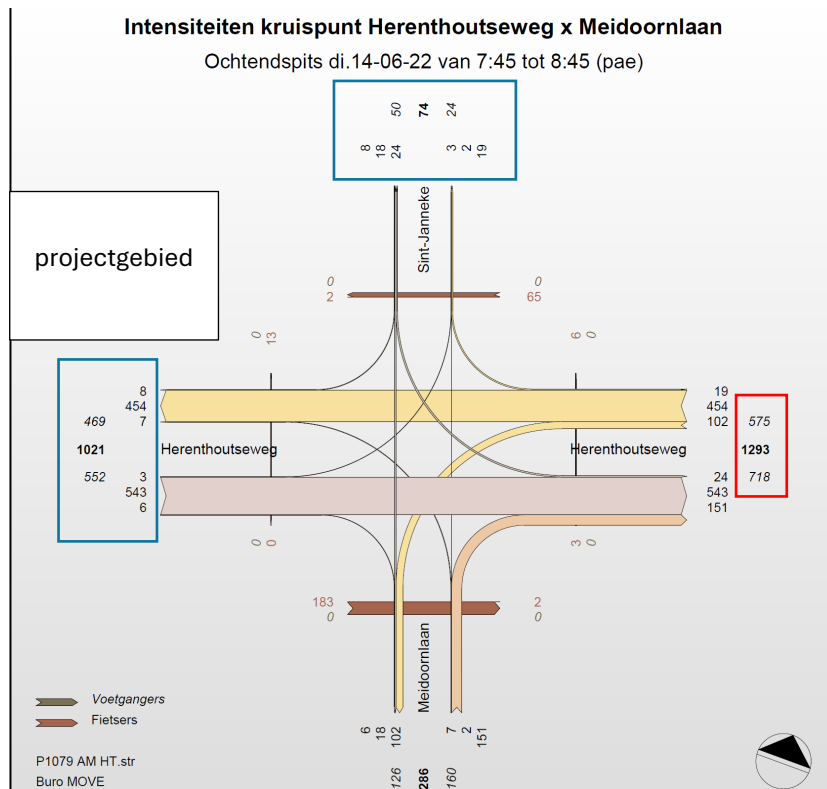 Intensiteiten kruispunt Herenthoutseweg x Meidoornlaan
Ochtendspits di.14-06-22 van 7:45 tot 8:45 (pae)
50 74 24
8 18 24 3 2 19
Sint-Janneke
projectgebied
0 0
2 65
0 13 6 0
8 19
454 454
469 7 102 575
1021 Herenthoutseweg Herenthoutseweg 1293
552 3 24 718
543 543
6 151
0 0 3 0
183 2
0 0
Meidoornlaan
Voetgangers
Fietsers
6 18 102 7 2 151
126 286 160
P1079 AM HT.str
Buro MOVE